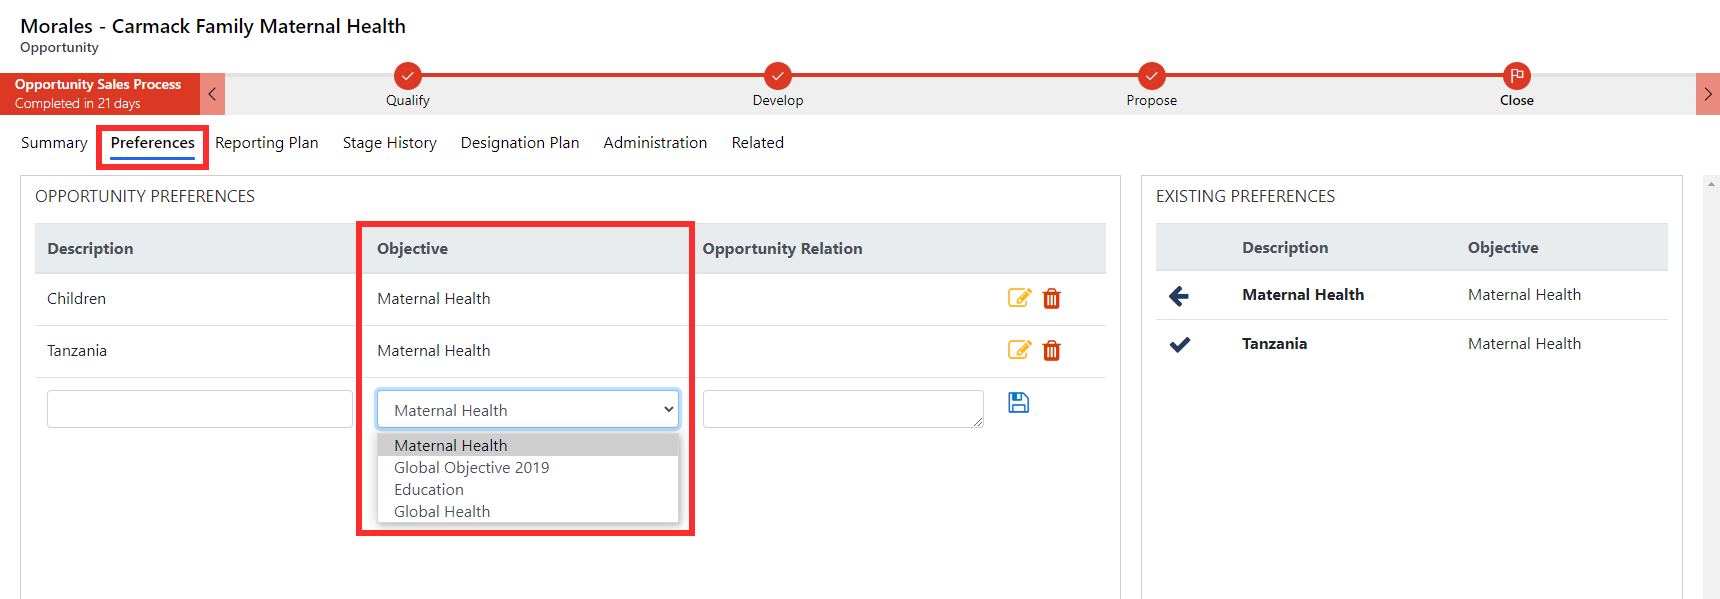 Morales - Carmack Family Maternal Health
Opportunity
Opportunity Sales Process
Completed in 21 days
Qualify
Develop
Propose
Close
Summary Preferences Reporting Plan Stage History Designation Plan Administration Related
OPPORTUNITY PREFERENCES
Description Objective Opportunity Relation
Children Maternal Health
Tanzania Maternal Health
Maternal Health
Maternal Health
Global Objective 2019
Education
Global Health
EXISTING PREFERENCES
Description Objective
Maternal Health Maternal Health
Tanzania Maternal Health